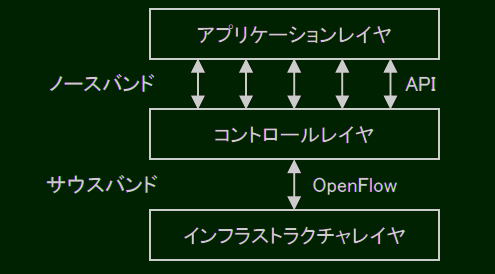 アプリケーションレイヤ
ノースバンド API
コントロールレイヤ
サウスバンド OpenFlow
インフラストラクチャレイヤ